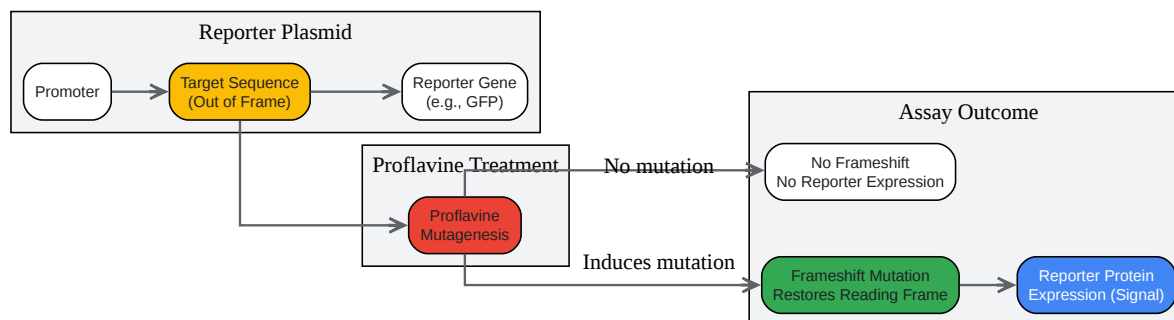 Reporter Plasmid
Promoter
Target Sequence
(Out of Frame)
Reporter Gene
(e.g., GFP)
Proflavine Treatment
Proflavine
Mutagenesis
No mutation
Induces mutation
Assay Outcome
No Frameshift
No Reporter Expression
Frameshift Mutation
Restores Reading Frame
Reporter Protein
Expression (Signal)